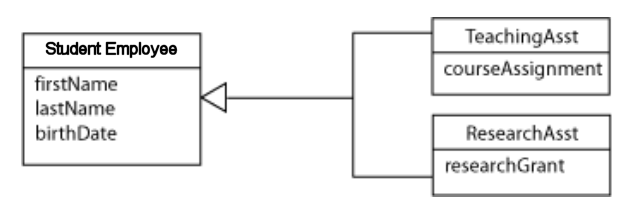 Student Employee
firstName
lastName
birthDate
TeachingAsst
courseAssignment
ResearchAsst
researchGrant